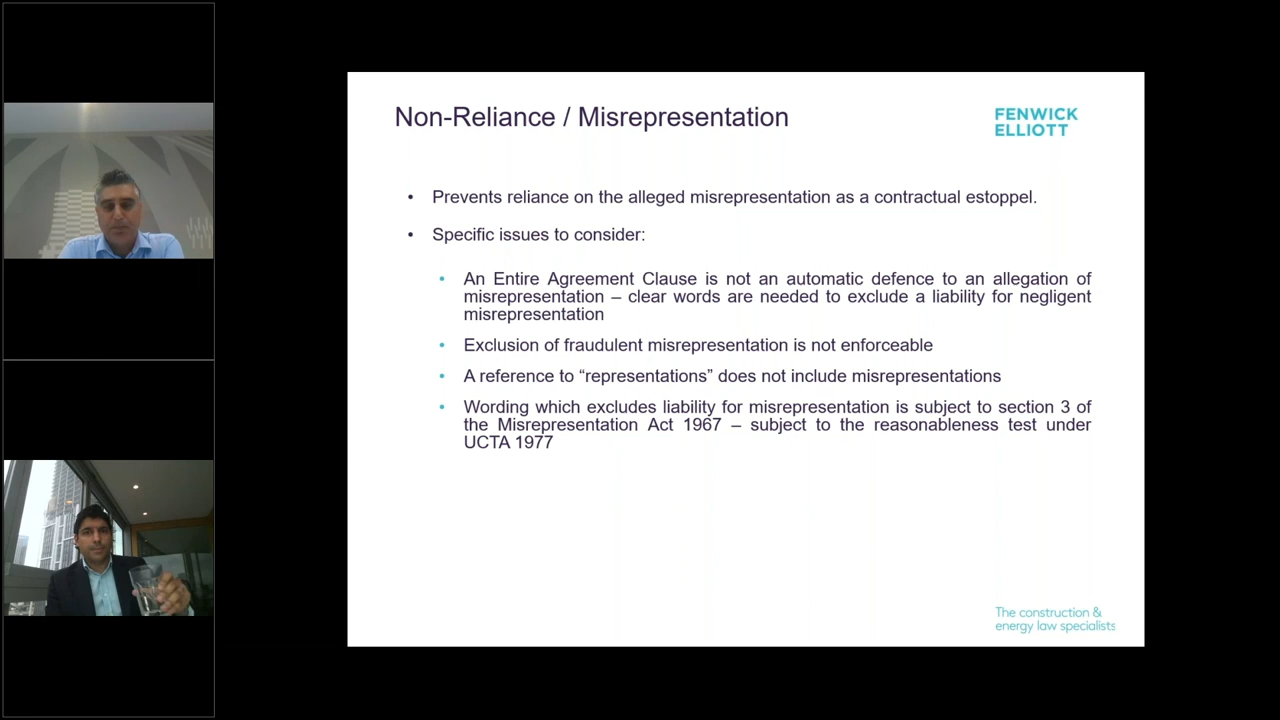 Non-Reliance / Misrepresentation
FENWICK
ELLIOTT
• Prevents reliance on the alleged misrepresentation as a contractual estoppel.
• Specific issues to consider:
• An Entire Agreement Clause is not an automatic defence to an allegation of
misrepresentation – clear words are needed to exclude a liability for negligent
misrepresentation
• Exclusion of fraudulent misrepresentation is not enforceable
• A reference to “representations” does not include misrepresentations
• Wording which excludes liability for misrepresentation is subject to section 3 of
the Misrepresentation Act 1967 – subject to the reasonableness test under
UCTA 1977
The construction &
energy law specialists